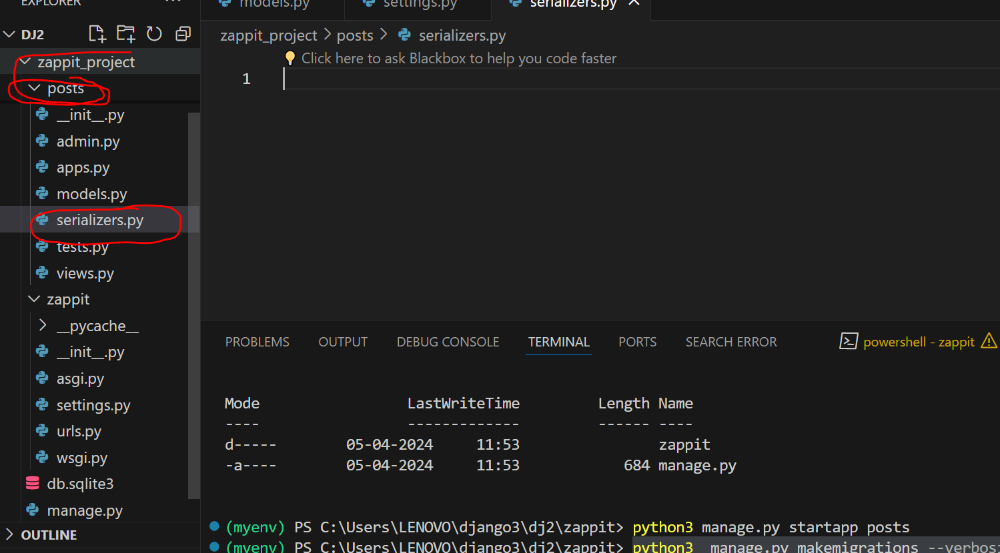 EXPLORER
models.py
settings.py
serializers.py
DJ2
zappit_project > posts > serializers.py
zappit_project
Click here to ask Blackbox to help you code faster
posts
1
__init__.py
admin.py
apps.py
models.py
serializers.py
tests.py
views.py
zappit
__pycache__
__init__.py
asgi.py
settings.py
urls.py
wsgi.py
db.sqlite3
manage.py
OUTLINE
PROBLEMS OUTPUT DEBUG CONSOLE TERMINAL PORTS SEARCH ERROR powershell - zappit
Mode LastWriteTime Length Name
---- ------------- ------ ----
d----- 05-04-2024 11:53 zappit
-a---- 05-04-2024 11:53 684 manage.py
(myenv) PS C:\Users\LENOVO\django3\dj2\zappit> python3 manage.py startapp posts
(myenv) PS C:\Users\LENOVO\django3\dj2\zappit> python3 manage.py makemigrations